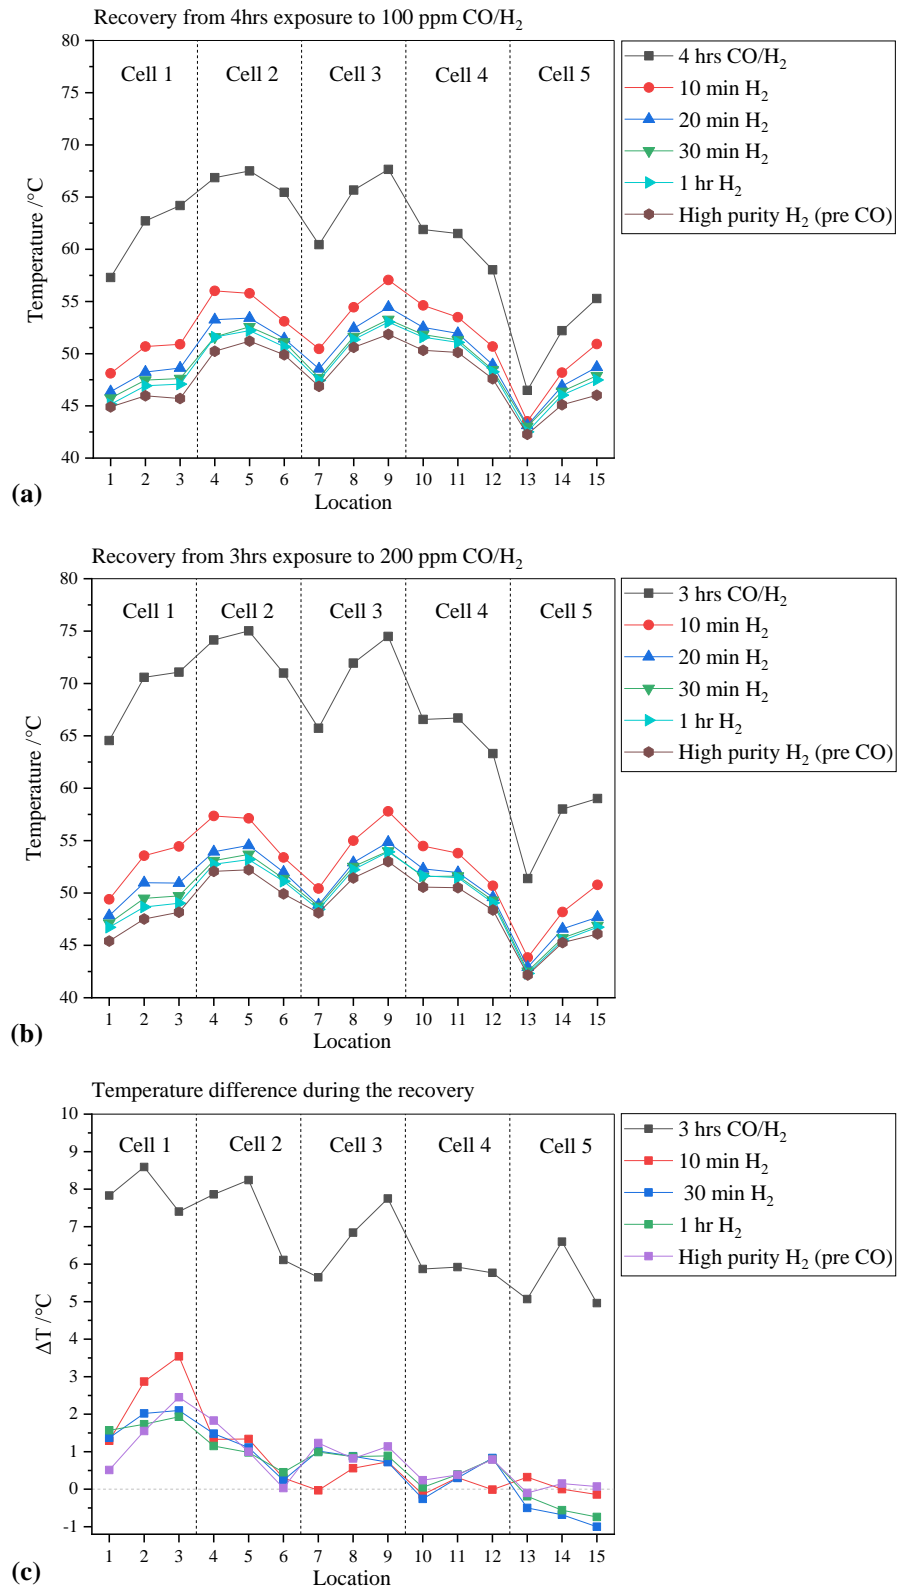 Recovery from 4hrs exposure to 100 ppm CO/H₂
80
75
70
65
60
55
50
45
40
Temperature /°C
Cell 1 Cell 2 Cell 3 Cell 4 Cell 5
1 2 3 4 5 6 7 8 9 10 11 12 13 14 15
Location
4 hrs CO/H₂
10 min H₂
20 min H₂
30 min H₂
1 hr H₂
High purity H₂ (pre CO)
(a)
Recovery from 3hrs exposure to 200 ppm CO/H₂
80
75
70
65
60
55
50
45
40
Temperature /°C
Cell 1 Cell 2 Cell 3 Cell 4 Cell 5
1 2 3 4 5 6 7 8 9 10 11 12 13 14 15
Location
3 hrs CO/H₂
10 min H₂
20 min H₂
30 min H₂
1 hr H₂
High purity H₂ (pre CO)
(b)
Temperature difference during the recovery
10
9
8
7
6
5
4
3
2
1
0
-1
ΔT /°C
Cell 1 Cell 2 Cell 3 Cell 4 Cell 5
1 2 3 4 5 6 7 8 9 10 11 12 13 14 15
Location
3 hrs CO/H₂
10 min H₂
30 min H₂
1 hr H₂
High purity H₂ (pre CO)
(c)